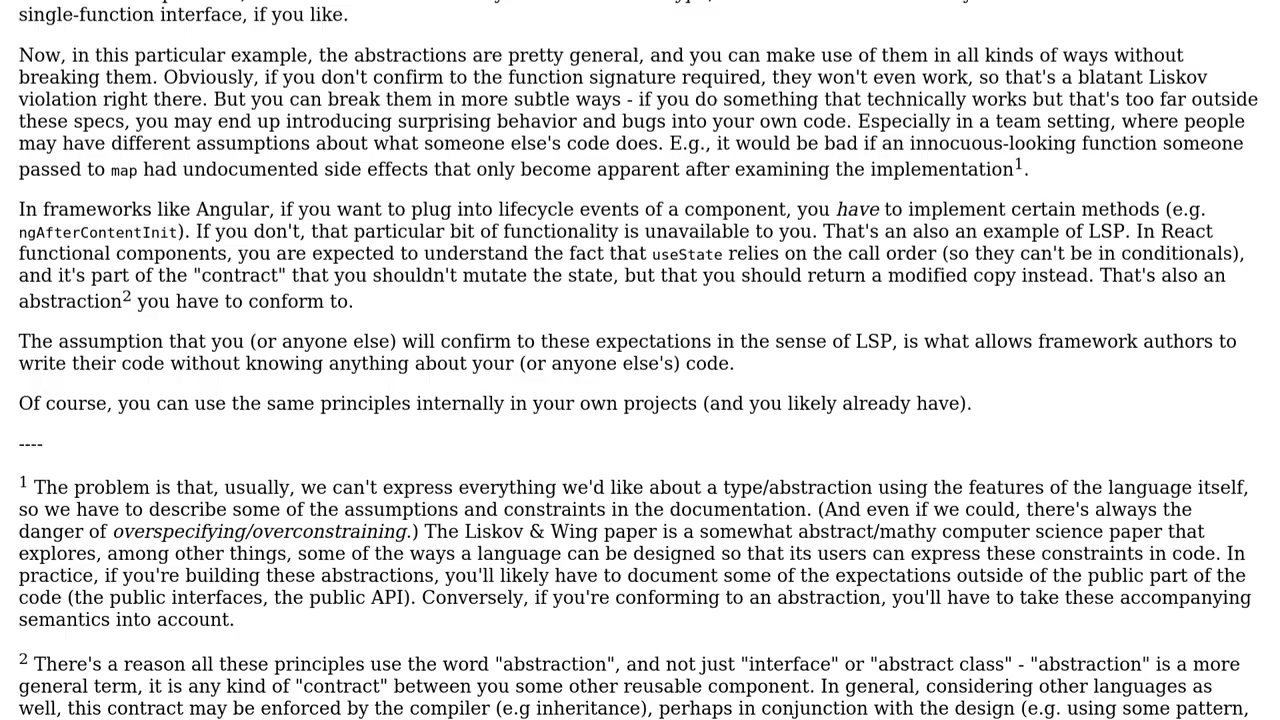 single-function interface, if you like.
Now, in this particular example, the abstractions are pretty general, and you can make use of them in all kinds of ways without
breaking them. Obviously, if you don't confirm to the function signature required, they won't even work, so that's a blatant Liskov
violation right there. But you can break them in more subtle ways - if you do something that technically works but that's too far outside
these specs, you may end up introducing surprising behavior and bugs into your own code. Especially in a team setting, where people
may have different assumptions about what someone else's code does. E.g., it would be bad if an innocuous-looking function someone
passed to map had undocumented side effects that only become apparent after examining the implementation1.
In frameworks like Angular, if you want to plug into lifecycle events of a component, you have to implement certain methods (e.g.
ngAfterContentInit). If you don't, that particular bit of functionality is unavailable to you. That's an also an example of LSP. In React
functional components, you are expected to understand the fact that useState relies on the call order (so they can't be in conditionals),
and it's part of the "contract" that you shouldn't mutate the state, but that you should return a modified copy instead. That's also an
abstraction2 you have to conform to.
The assumption that you (or anyone else) will confirm to these expectations in the sense of LSP, is what allows framework authors to
write their code without knowing anything about your (or anyone else's) code.
Of course, you can use the same principles internally in your own projects (and you likely already have).
----
1 The problem is that, usually, we can't express everything we'd like about a type/abstraction using the features of the language itself,
so we have to describe some of the assumptions and constraints in the documentation. (And even if we could, there's always the
danger of overspecifying/overconstraining.) The Liskov & Wing paper is a somewhat abstract/mathy computer science paper that
explores, among other things, some of the ways a language can be designed so that its users can express these constraints in code. In
practice, if you're building these abstractions, you'll likely have to document some of the expectations outside of the public part of the
code (the public interfaces, the public API). Conversely, if you're conforming to an abstraction, you'll have to take these accompanying
semantics into account.
2 There's a reason all these principles use the word "abstraction", and not just "interface" or "abstract class" - "abstraction" is a more
general term, it is any kind of "contract" between you some other reusable component. In general, considering other languages as
well, this contract may be enforced by the compiler (e.g inheritance), perhaps in conjunction with the design (e.g. using some pattern,